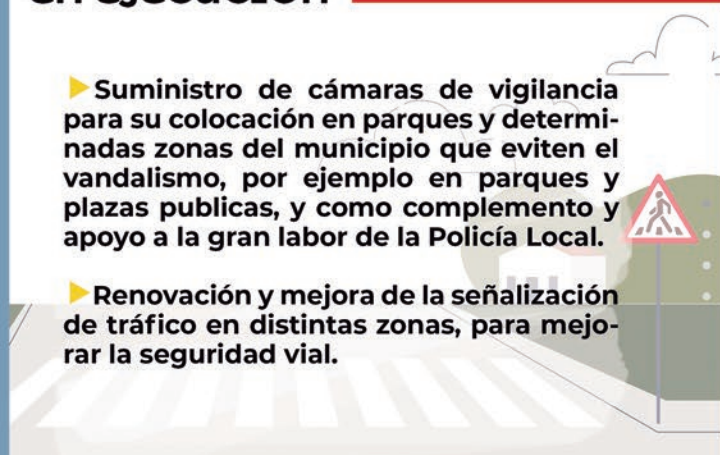 en ejecución
Suministro de cámaras de vigilancia
para su colocación en parques y determi-
nadas zonas del municipio que eviten el
vandalismo, por ejemplo en parques y
plazas publicas, y como complemento y
apoyo a la gran labor de la Policía Local.
Renovación y mejora de la señalización
de tráfico en distintas zonas, para mejo-
rar la seguridad vial.